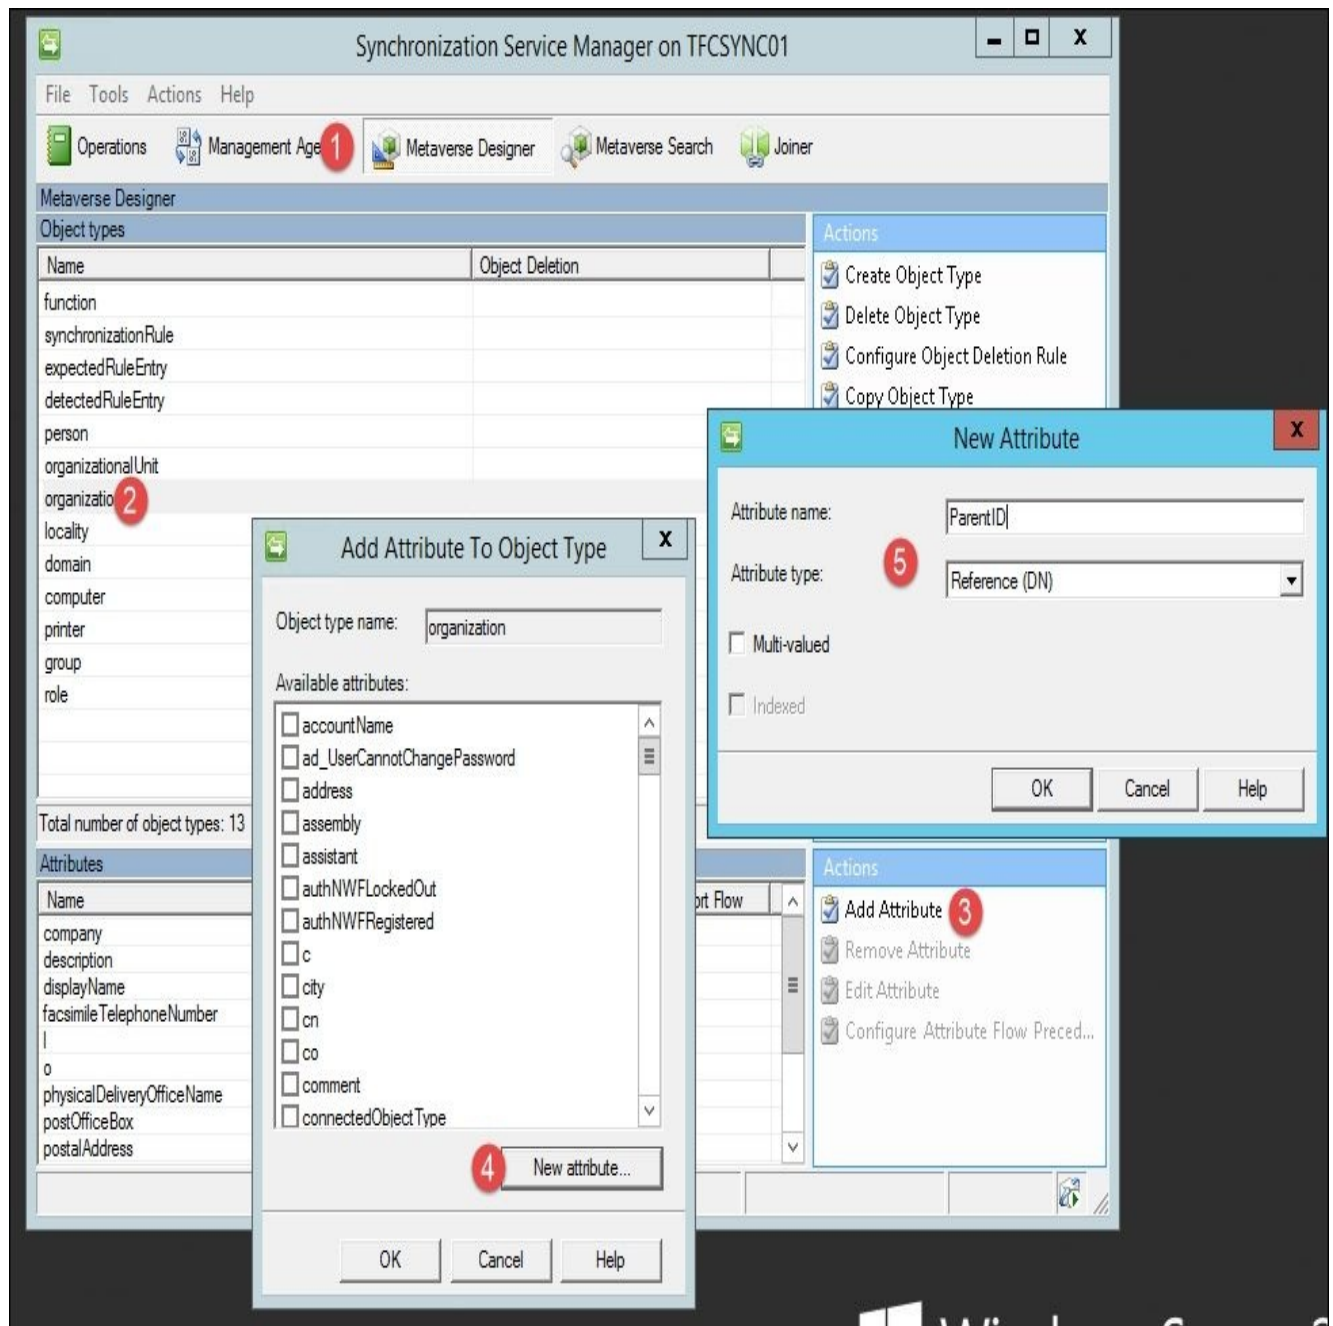 Synchronization Service Manager on TFCSYNC01
X
File Tools Actions Help
Operations
Management Age
1
Metaverse Designer
Metaverse Search
Joiner
Metaverse Designer
Object types
Name
Object Deletion
function
synchronizationRule
expectedRuleEntry
detectedRuleEntry
person
organizationalUnit
organizatio
2
locality
domain
computer
printer
group
role
Total number of object types: 13
Actions
Create Object Type
Delete Object Type
Configure Object Deletion Rule
Copy Object Type
New Attribute
X
Attribute name:
ParentID
5
Attribute type:
Reference (DN)
Multi-valued
Indexed
OK
Cancel
Help
Add Attribute To Object Type
X
Object type name:
organization
Available attributes:
accountName
ad_UserCannotChangePassword
address
assembly
assistant
authNWFLockedOut
authNWFRegistered
c
city
cn
co
comment
connectedObjectType
4
New attribute...
OK
Cancel
Help
Attributes
Name
ort Flow
company
description
displayName
facsimileTelephoneNumber
l
o
physicalDeliveryOfficeName
postOfficeBox
postalAddress
Actions
Add Attribute
3
Remove Attribute
Edit Attribute
Configure Attribute Flow Preced...